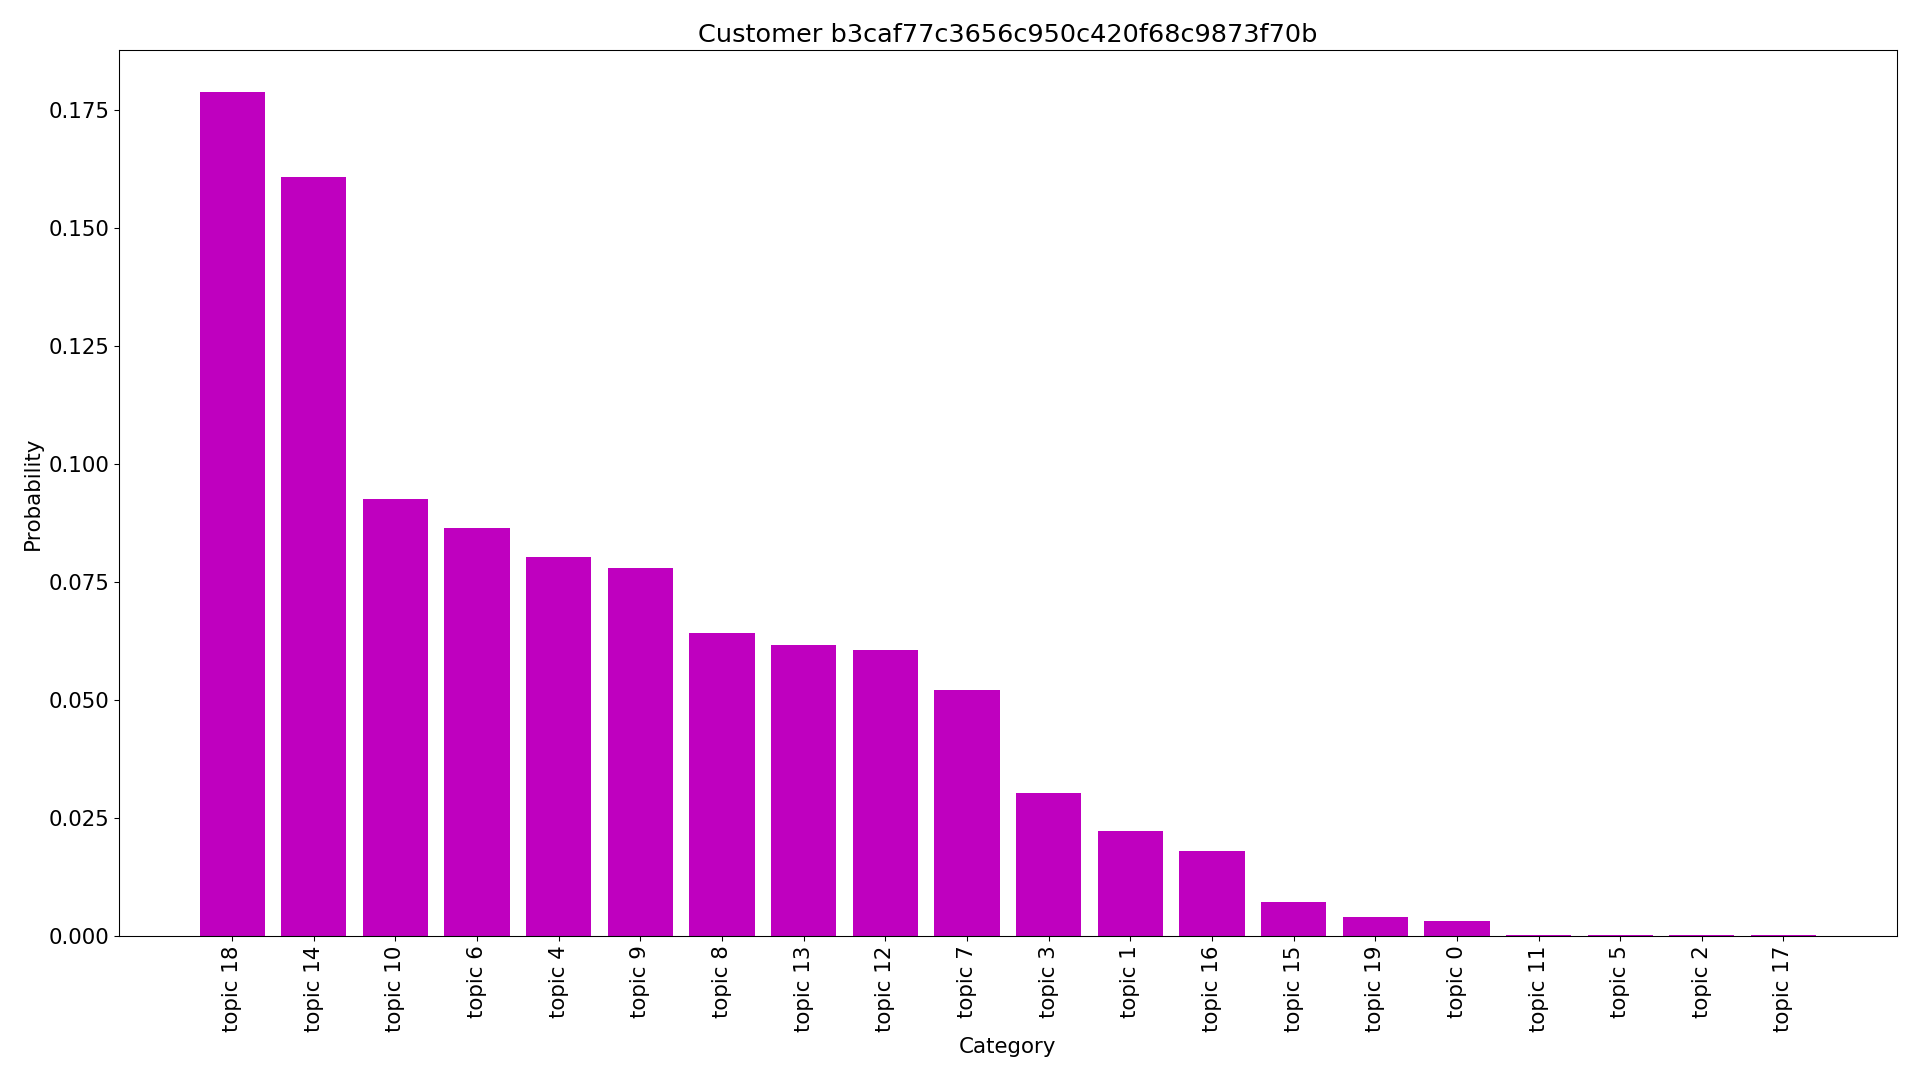 Customer b3caf77c3656c950c420f68c9873f70b
Probability
0.175
0.150
0.125
0.100
0.075
0.050
0.025
0.000
topic 18
topic 14
topic 10
topic 6
topic 4
topic 9
topic 8
topic 13
topic 12
topic 7
topic 3
topic 1
topic 16
topic 15
topic 19
topic 0
topic 11
topic 5
topic 2
topic 17
Category